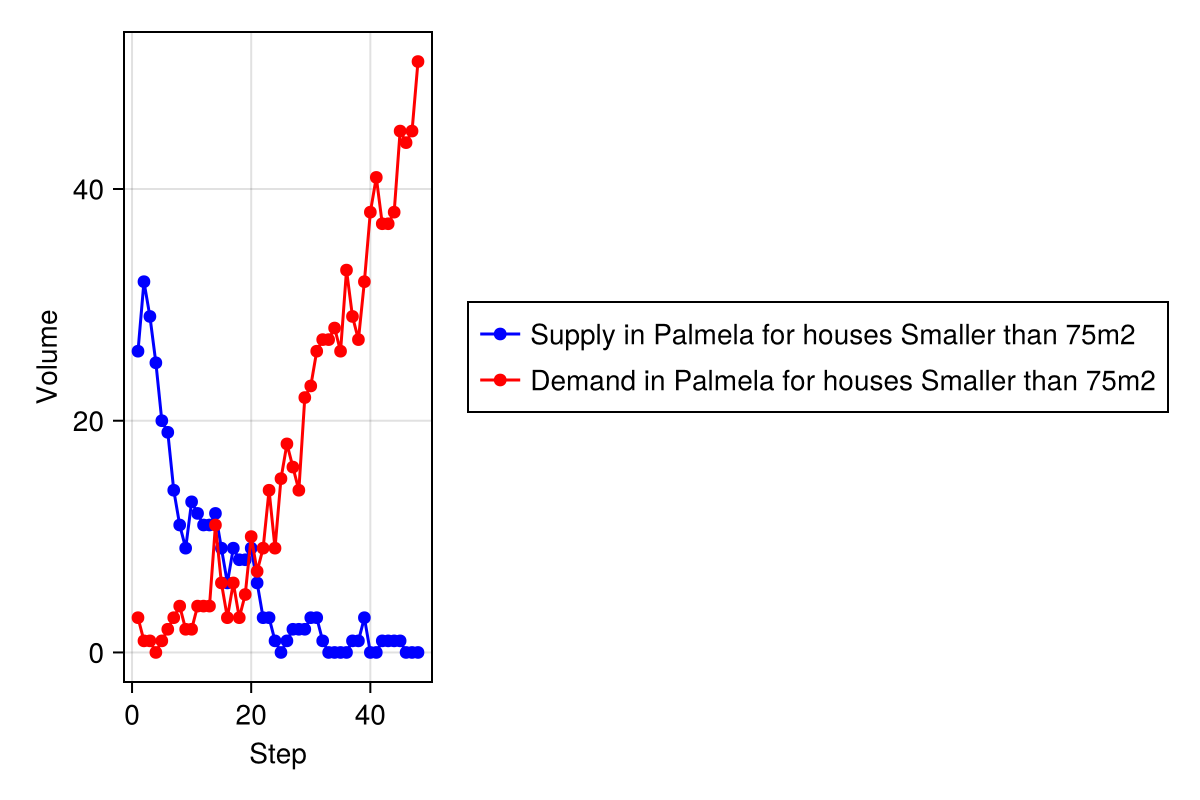 Volume
40
20
0
0 20 40
Step
Supply in Palmela for houses Smaller than 75m2
Demand in Palmela for houses Smaller than 75m2